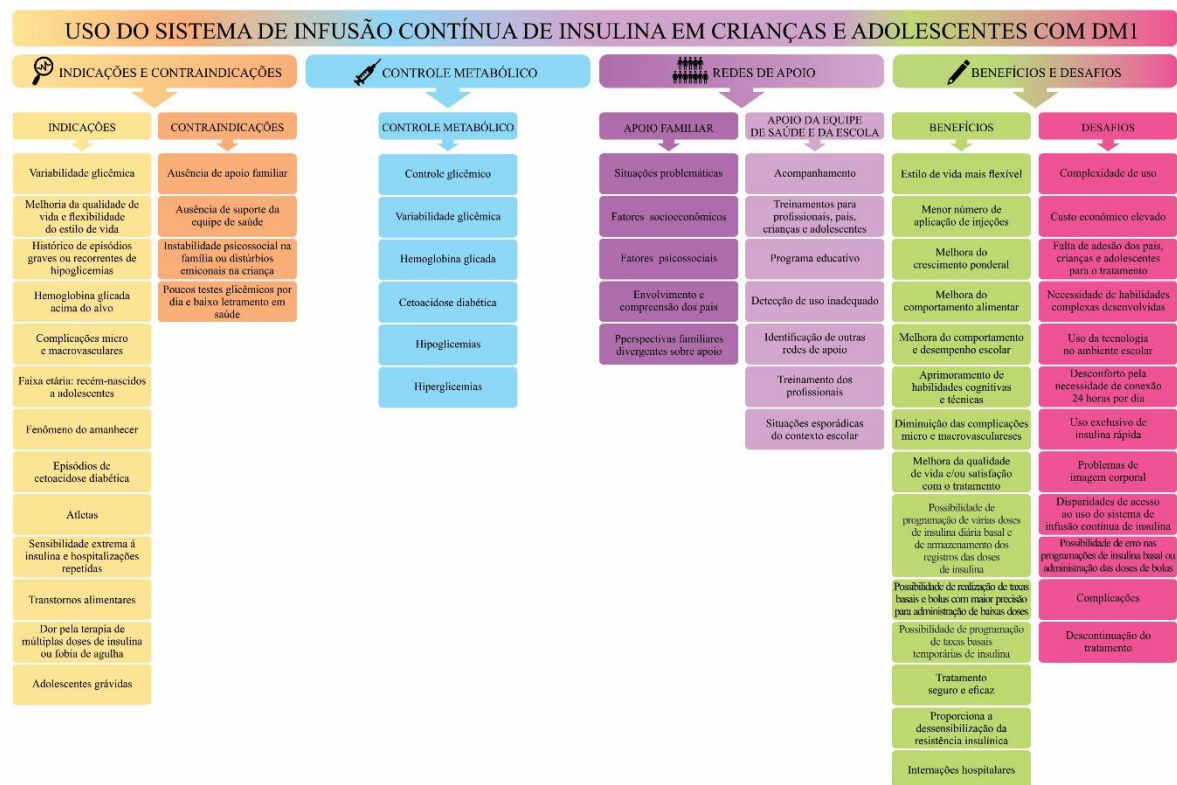 USO DO SISTEMA DE INFUSÃO CONTÍNUA DE INSULINA EM CRIANÇAS E ADOLESCENTES COM DM1
INDICAÇÕES E CONTRAINDICAÇÕES
INDICAÇÕES
Variabilidade glicêmica
Melhoria da qualidade de
vida e flexibilidade
do estilo de vida
Histórico de episódios
graves ou recorrentes de
hipoglicemias
Hemoglobina glicada
acima do alvo
Complicações micro
e macrovasculares
Faixa etária: recém-nascidos
a adolescentes
Fenômeno do amanhecer
Episódios de
cetoacidose diabética
Atletas
Sensibilidade extrema á
insulina e hospitalizações
repetidas
Transtornos alimentares
Dor pela terapia de
múltiplas doses de insulina
ou fobia de agulha
Adolescentes grávidas
CONTRAINDICAÇÕES
Ausência de apoio familiar
Ausência de suporte da
equipe de saúde
Instabilidade psicossocial na
família ou distúrbios
emiconais na criança
Poucos testes glicêmicos por
dia e baixo letramento em
saúde
CONTROLE METABÓLICO
CONTROLE METABÓLICO
Controle glicêmico
Variabilidade glicêmica
Hemoglobina glicada
Cetoacidose diabética
Hipoglicemias
Hiperglicemias
REDES DE APOIO
APOIO FAMILIAR
Situações problemáticas
Fatores socioeconômicos
Fatores psicossociais
Envolvimento e
compreensão dos pais
Pperspectivas familiares
divergentes sobre apoio
APOIO DA EQUIPE
DE SAÚDE E DA ESCOLA
Acompanhamento
Treinamentos para
profissionais, pais,
crianças e adolescentes
Programa educativo
Detecção de uso inadequado
Identificação de outras
redes de apoio
Treinamento dos
profissionais
Situações esporádicas
do contexto escolar
BENEFÍCIOS E DESAFIOS
BENEFÍCIOS
Estilo de vida mais flexível
Menor número de
aplicação de injeções
Melhora do
crescimento ponderal
Melhora do
comportamento alimentar
Melhora do comportamento
e desempenho escolar
Aprimoramento de
habilidades cognitivas
e técnicas
Diminuição das complicações
micro e macrovasculareses
Melhora da qualidade
de vida e/ou satisfação
com o tratamento
Possibilidade de
programação de várias doses
de insulina diária basal e
de armazenamento dos
registros das doses
de insulina
Possibilidade de realização de taxas
basais e bolus com maior precisão
para administração de baixas doses
Possibilidade de programação
de taxas basais
temporárias de insulina
Tratamento
seguro e eficaz
Proporciona a
dessensibilização da
resistência insulínica
Internações hospitalares
DESAFIOS
Complexidade de uso
Custo econômico elevado
Falta de adesão dos pais,
crianças e adolescentes
para o tratamento
Necessidade de habilidades
complexas desenvolvidas
Uso da tecnologia
no ambiente escolar
Desconforto pela
necessidade de conexão
24 horas por dia
Uso exclusivo de
insulina rápida
Problemas de
imagem corporal
Disparidades de acesso
ao uso do sistema de
infusão contínua de insulina
Possibilidade de erro nas
programações de insulina basal ou
administração das doses de bolus
Complicações
Descontinuação do
tratamento